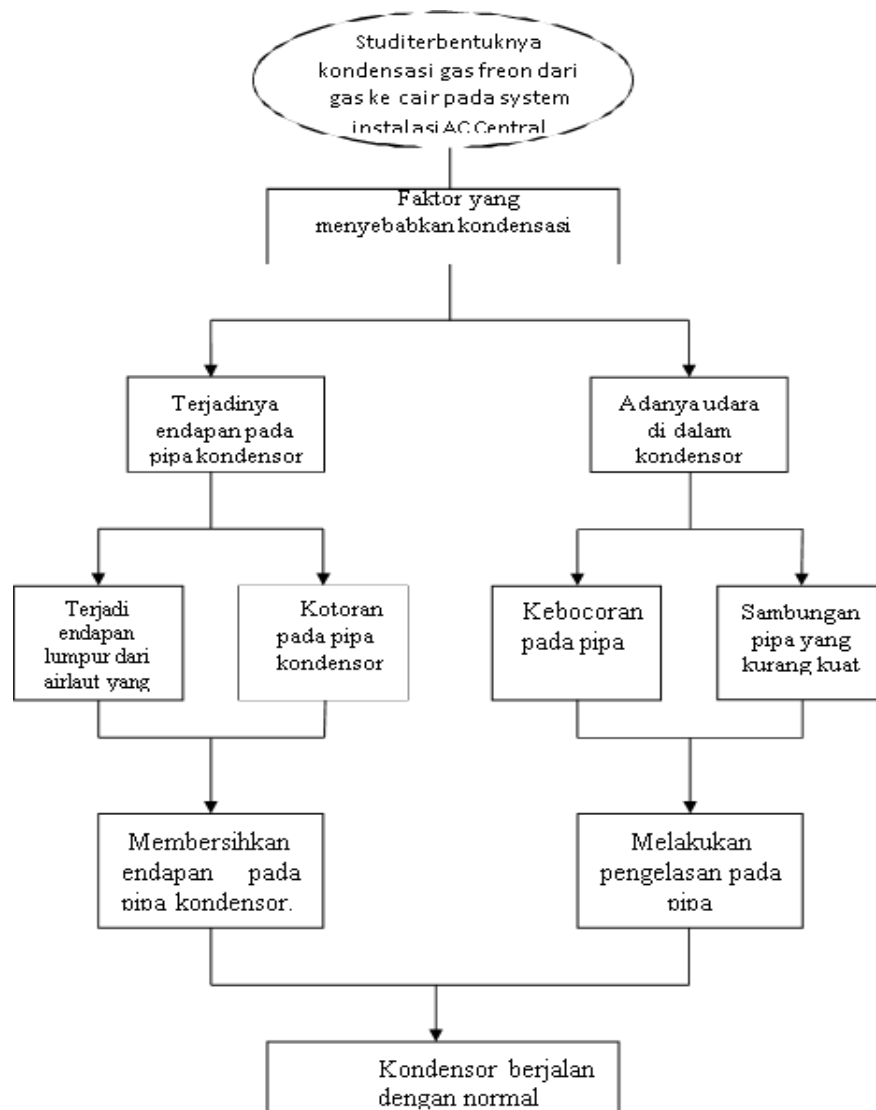 Studi terbentuknya
kondensasi gas freon dari
gas ke cair pada system
instalasi AC Central
Faktor yang
menyebabkan kondensasi
Terjadinya
endapan pada
pipa kondensor
Adanya udara
di dalam
kondensor
Terjadi
endapan
lumpur dari
airlaut yang
Kotoran
pada pipa
kondensor
Kebocoran
pada pipa
Sambungan
pipa yang
kurang kuat
Membersihkan
endapan pada
pipa kondensor.
Melakukan
pengelasan pada
pipa
Kondensor berjalan
dengan normal